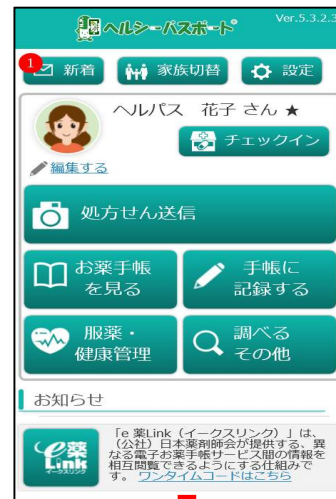 ヘルシーパスポート®
Ver.5.3.2.3
1
新着
家族切替
設定
ヘルパス 花子 さん ★
チェックイン
編集する
処方せん送信
お薬手帳
を見る
手帳に
記録する
服薬・
健康管理
調べる
その他
お知らせ
e薬
Link
イークスリンク
「e 薬Link（イークスリンク）」は、
（公社）日本薬剤師会が提供する、異
なる電子お薬手帳サービス間の情報を
相互閲覧できるようにする仕組みで
す。 ワンタイムコードはこちら